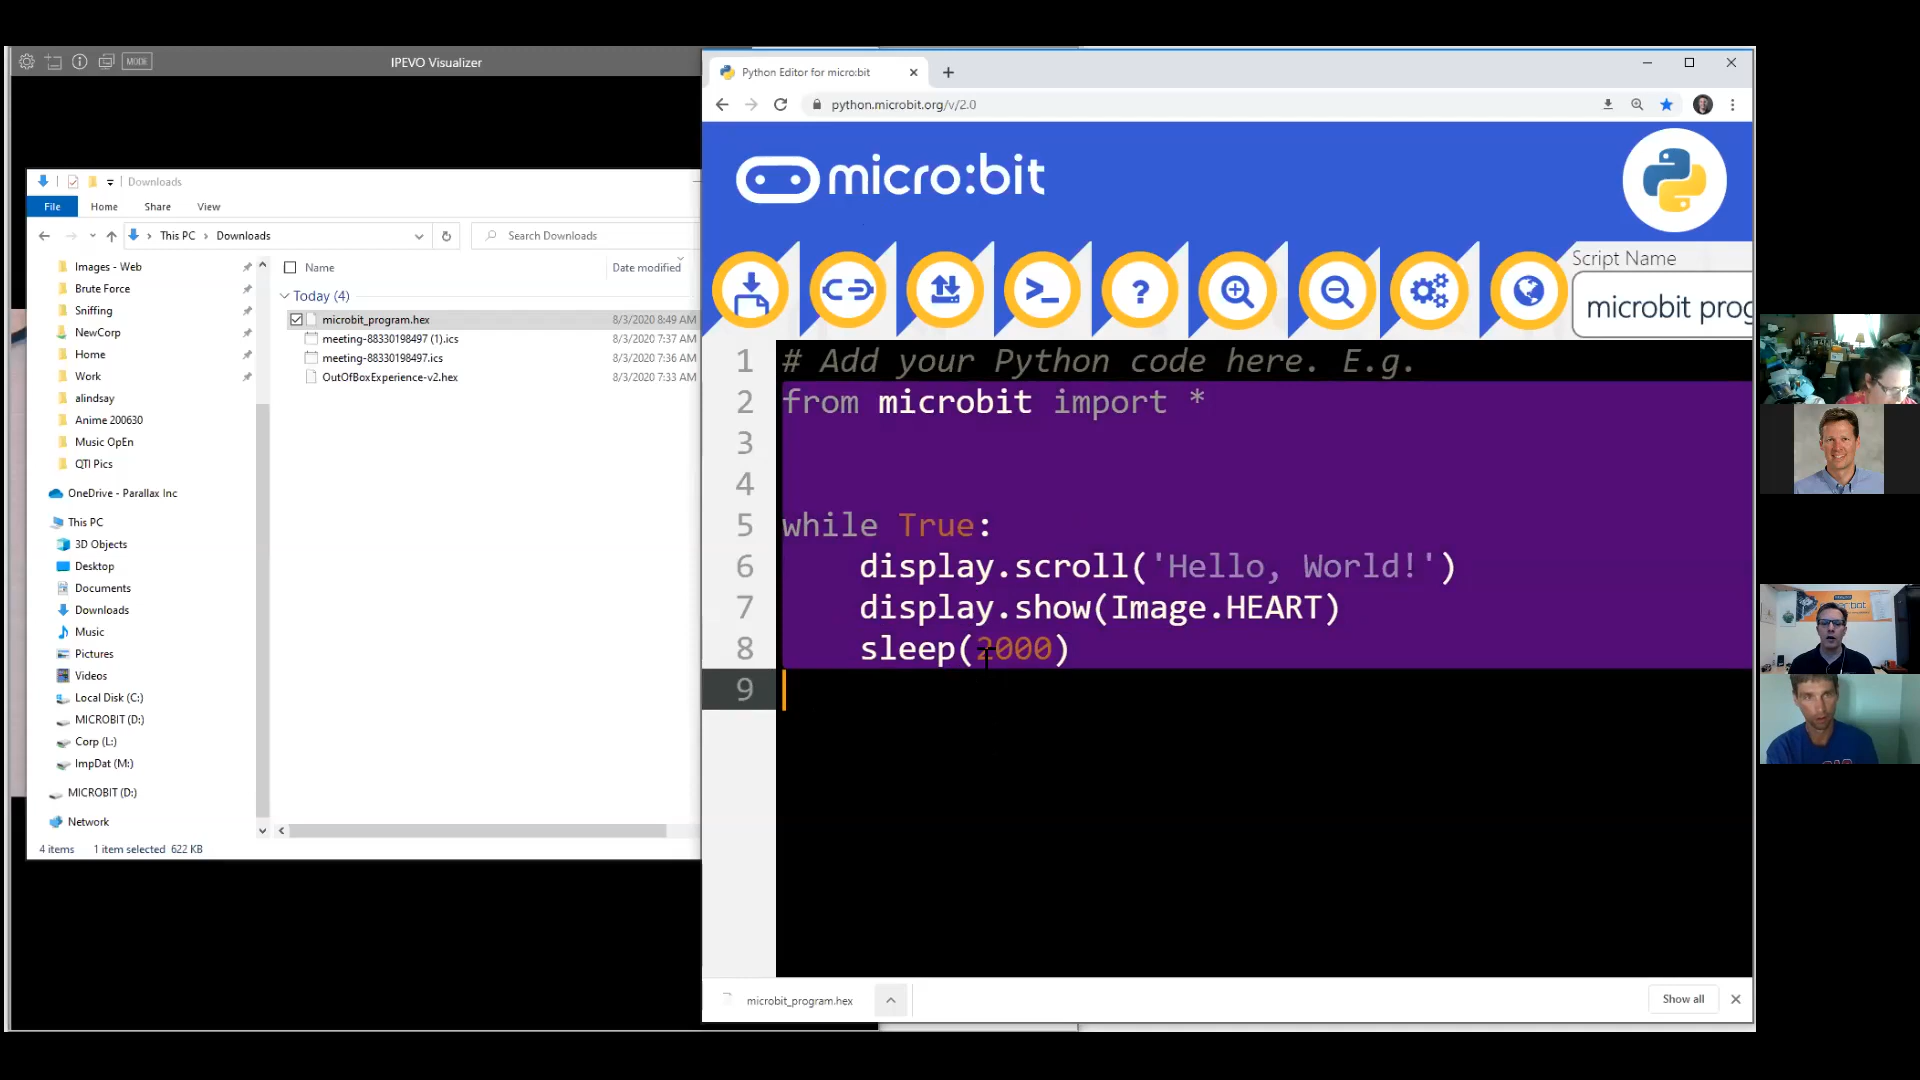 MODE
IPEVO Visualizer
Downloads
File
Home
Share
View
This PC
Downloads
Search Downloads
Images - Web
Brute Force
Sniffing
NewCorp
Home
Work
alindsay
Anime 200630
Music OpEn
QTI Pics
OneDrive - Parallax Inc
This PC
3D Objects
Desktop
Documents
Downloads
Music
Pictures
Videos
Local Disk (C:)
MICROBIT (D:)
Corp (L:)
ImpDat (M:)
MICROBIT (D:)
Network
Name
Date modified
Today (4)
microbit_program.hex 8/3/2020 8:49 AM
meeting-88330198497 (1).ics 8/3/2020 7:37 AM
meeting-88330198497.ics 8/3/2020 7:36 AM
OutOfBoxExperience-v2.hex 8/3/2020 7:33 AM
4 items 1 item selected 622 KB
Python Editor for micro:bit
python.microbit.org/v/2.0
micro:bit
Script Name
microbit prog
1 # Add your Python code here. E.g.
2 from microbit import *
3
4
5 while True:
6 display.scroll('Hello, World!')
7 display.show(Image.HEART)
8 sleep(2000)
9
microbit_program.hex
Show all